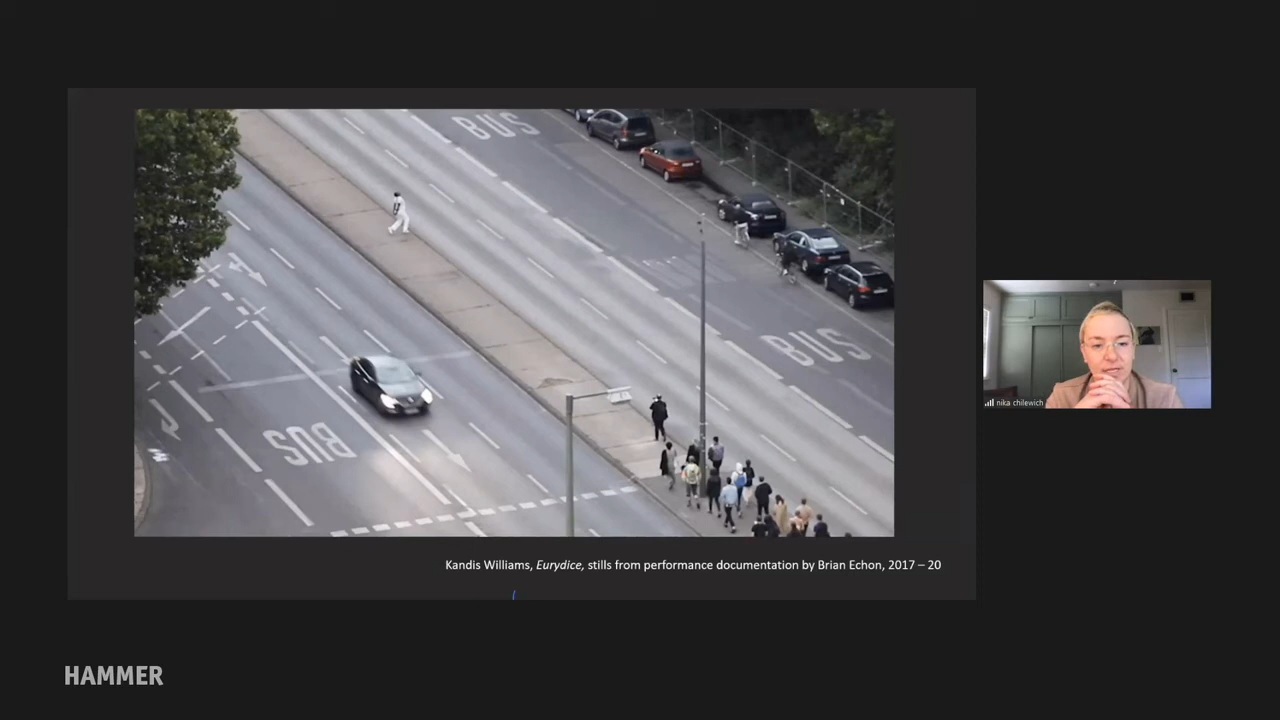 BUS
BUS
BUS
nika chilewich
Kandis Williams, Eurydice, stills from performance documentation by Brian Echon, 2017 – 20
HAMMER